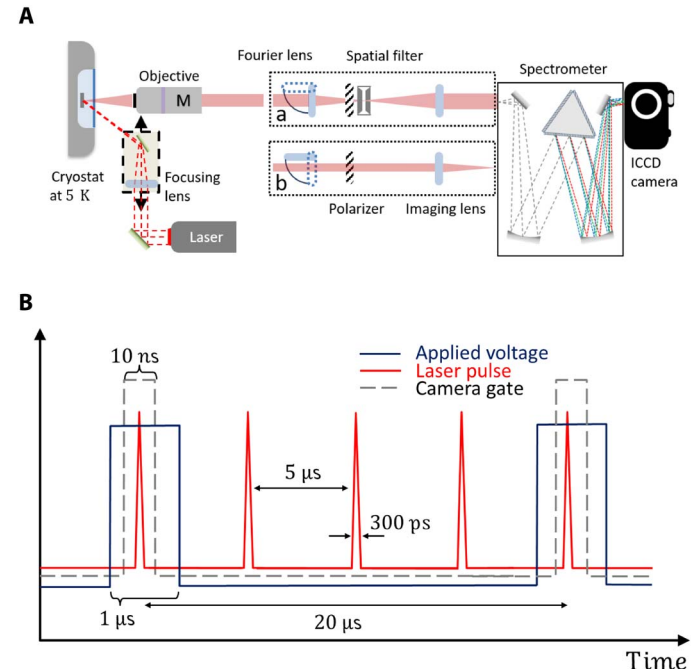 A
Fourier lens
Spatial filter
Objective
M
a
Spectrometer
Cryostat
at 5 K
Focusing
lens
b
Polarizer
Imaging lens
ICCD
camera
Laser
B
10 ns
Applied voltage
Laser pulse
Camera gate
5 μs
300 ps
1 μs
20 μs
Time